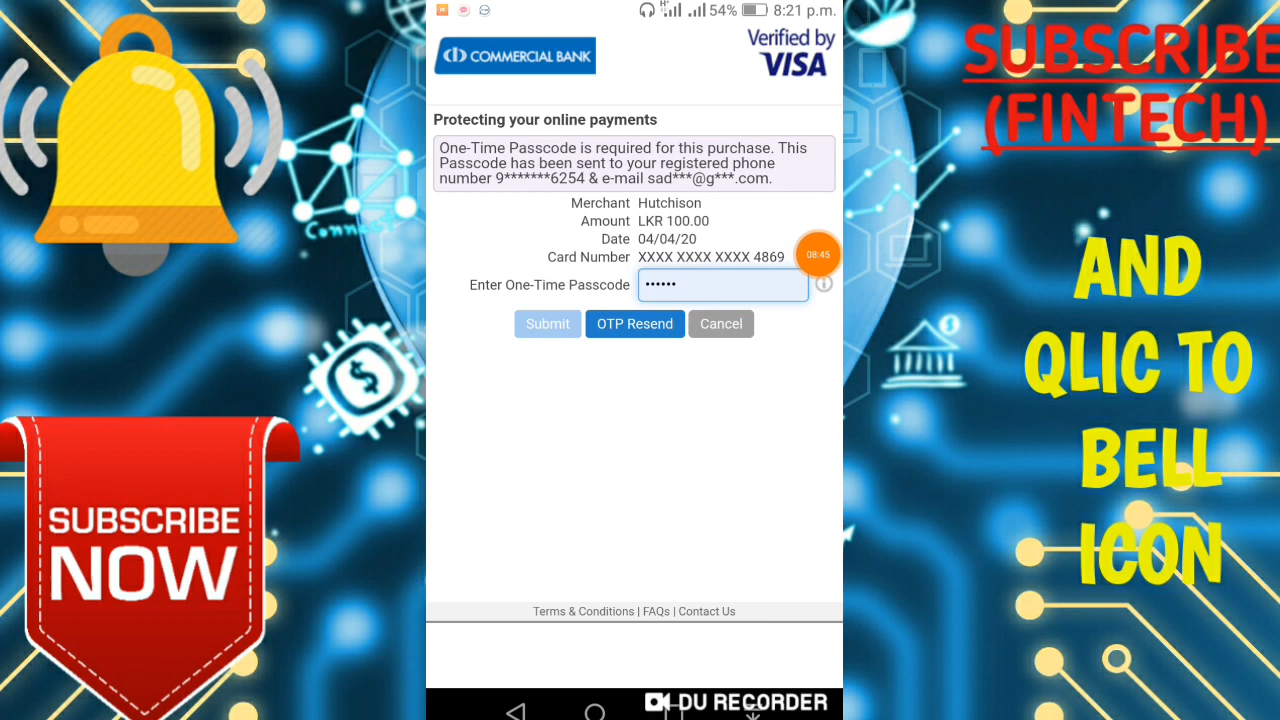 54% 8:21 p.m.
COMMERCIAL BANK
Verified by
VISA
Protecting your online payments
One-Time Passcode is required for this purchase. This
Passcode has been sent to your registered phone
number 9*******6254 & e-mail sad***@g***.com.
Merchant Hutchison
Amount LKR 100.00
Date 04/04/20
Card Number XXXX XXXX XXXX 4869
08:45
Enter One-Time Passcode ••••••
Submit OTP Resend Cancel
Terms & Conditions | FAQs | Contact Us
DU RECORDER
Connect
SUBSCRIBE
NOW
SUBSCRIBE
(FINTECH)
AND
QLIC TO
BELL
ICON